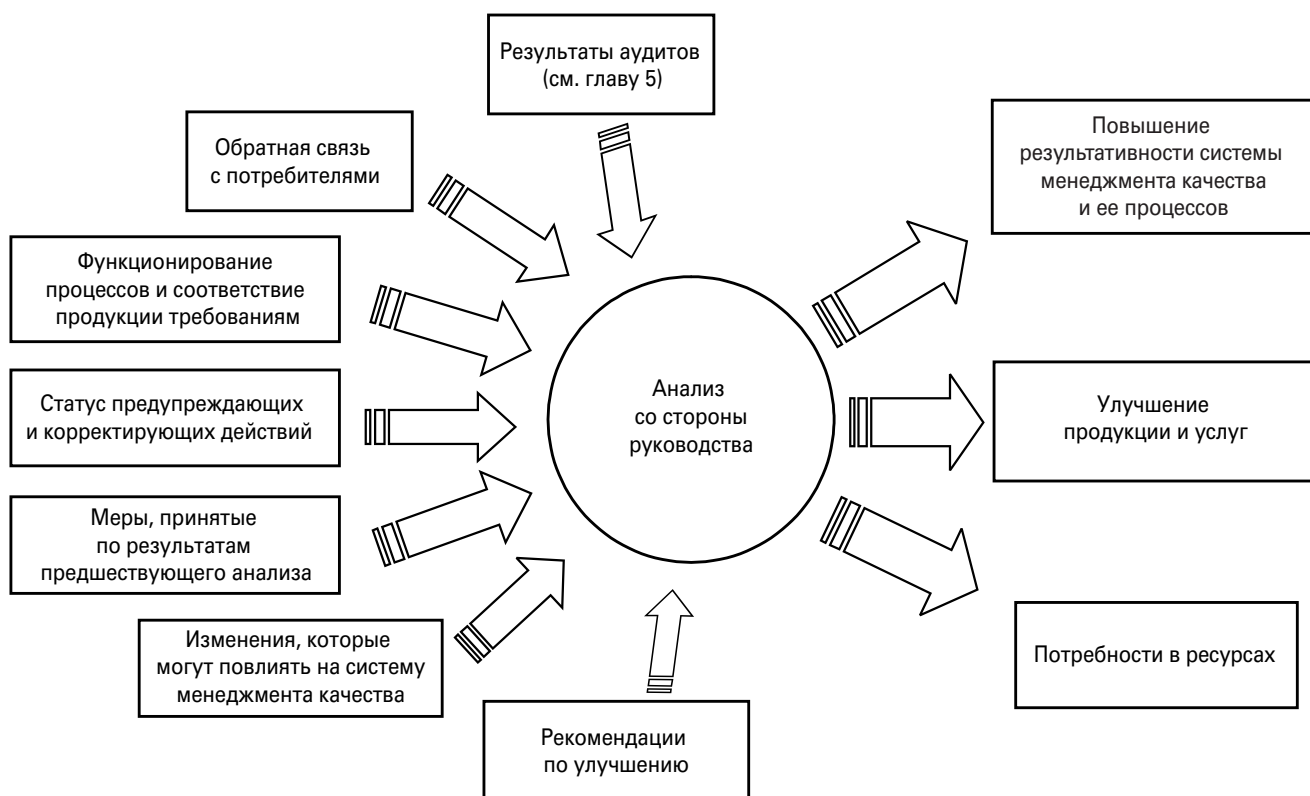 Результаты аудитов
(см. главу 5)
Обратная связь
с потребителями
Функционирование
процессов и соответствие
продукции требованиям
Статус предупреждающих
и корректирующих действий
Меры, принятые
по результатам
предшествующего анализа
Изменения, которые
могут повлиять на систему
менеджмента качества
Рекомендации
по улучшению
Анализ
со стороны
руководства
Повышение
результативности системы
менеджмента качества
и ее процессов
Улучшение
продукции и услуг
Потребности в ресурсах